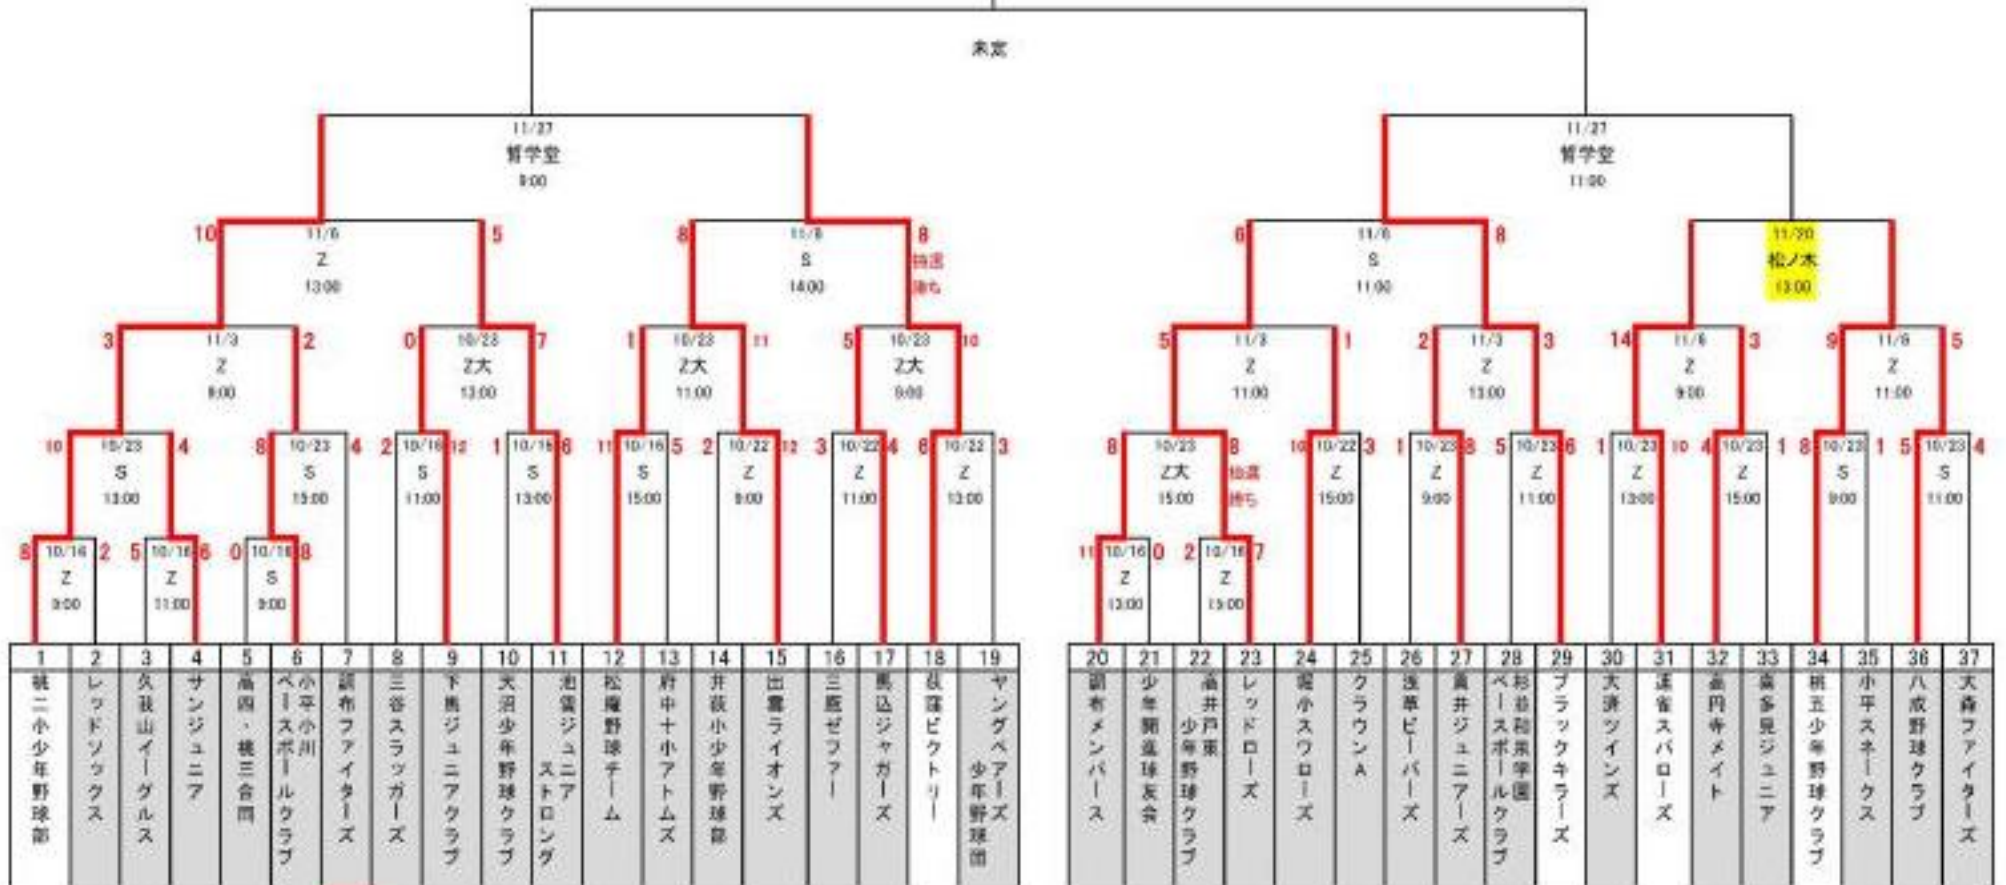 未定
11/27 11/27
哲学堂 哲学堂
9:00 11:00
10 11/6 5 8 11/6 8 6 11/6 8 11/20
Z S 抽選 S 松ノ木
13:00 14:00 勝ち 11:00 13:00
3 11/3 2 0 10/23 7 1 10/23 11 5 10/23 10 5 11/3 1 2 11/3 3 14 11/6 3 9 11/6 5
Z Z大 Z大 Z大 Z Z Z Z
9:00 13:00 11:00 9:00 11:00 13:00 9:00 11:00
10 10/23 4 8 10/23 4 2 10/16 12 1 10/16 6 11 10/16 5 2 10/22 12 3 10/22 4 6 10/22 3 8 10/23 8 10 10/22 3 1 10/23 8 5 10/23 6 1 10/23 10 4 10/23 1 8 10/23 1 5 10/23 4
S S S S S Z Z Z Z大 抽選 Z Z Z Z Z S S
13:00 15:00 11:00 13:00 15:00 9:00 11:00 13:00 15:00 勝ち 15:00 9:00 11:00 13:00 15:00 9:00 11:00
8 10/16 2 5 10/16 6 0 10/16 8 11 10/16 0 2 10/16 7
Z Z S Z Z
9:00 11:00 9:00 13:00 15:00
1 2 3 4 5 6 7 8 9 10 11 12 13 14 15 16 17 18 19 20 21 22 23 24 25 26 27 28 29 30 31 32 33 34 35 36 37
桃二小少年野球部
レッドソックス
久我山イーグルス
サンジュニア
高四・桃三合同
小平小川
ベースボールクラブ
調布ファイターズ
三谷スラッガーズ
下馬ジュニアクラブ
天沼少年野球クラブ
池雪ジュニア
ストロング
松庵野球チーム
府中十小アトムズ
井荻小少年野球部
出雲ライオンズ
三鷹ゼファー
馬込ジャガーズ
荻窪ビクトリー
ヤングベアーズ
少年野球団
調布メンバース
少年開進球友会
高井戸東
少年野球クラブ
レッドローズ
堀小スワローズ
クラウンA
浅草ビーバーズ
貫井ジュニアーズ
杉並和泉学園
ベースボールクラブ
ブラックキラーズ
大済ツインズ
蓮雀スパローズ
高円寺メイト
喜多見ジュニア
桃五少年野球クラブ
小平スネークス
八成野球クラブ
大森ファイターズ